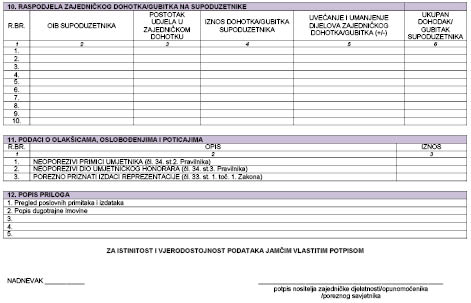 10. RASPODJELA ZAJEDNIČKOG DOHOTKA/GUBITKA NA SUPODUZETNIKE
R.BR. OIB SUPODUZETNIKA POSTOTAK UDJELA U ZAJEDNIČKOM DOHOTKU IZNOS DOHOTKA/GUBITKA SUPODUZETNIKA UVEĆANJE I UMANJENJE DIJELOVA ZAJEDNIČKOG DOHOTKA/GUBITKA (+/-) UKUPAN DOHODAK/ GUBITAK SUPODUZETNIKA
1 2 3 4 5 6
1.
2.
3.
4.
5.
6.
7.
8.
9.
10.
11. PODACI O OLAKŠICAMA, OSLOBOĐENJIMA I POTICAJIMA
R.BR. OPIS IZNOS
1 2 3
1. NEOPOREZIVI PRIMICI UMJETNIKA (čl. 34. st.2. Pravilnika)
2. NEOPOREZIVI DIO UMJETNIČKOG HONORARA (čl. 34. st.3. Pravilnika)
3. POREZNO PRIZNATI IZDACI REPREZENTACIJE (čl. 33. st. 1. toč. 1. Zakona)
12. POPIS PRILOGA
1. Pregled poslovnih primitaka i izdataka
2. Popis dugotrajne imovine
3.
4.
5.
ZA ISTINITOST I VJERODOSTOJNOST PODATAKA JAMČIM VLASTITIM POTPISOM
NADNEVAK
potpis nositelja zajedničke djelatnosti/opunomoćenika
/poreznog savjetnika